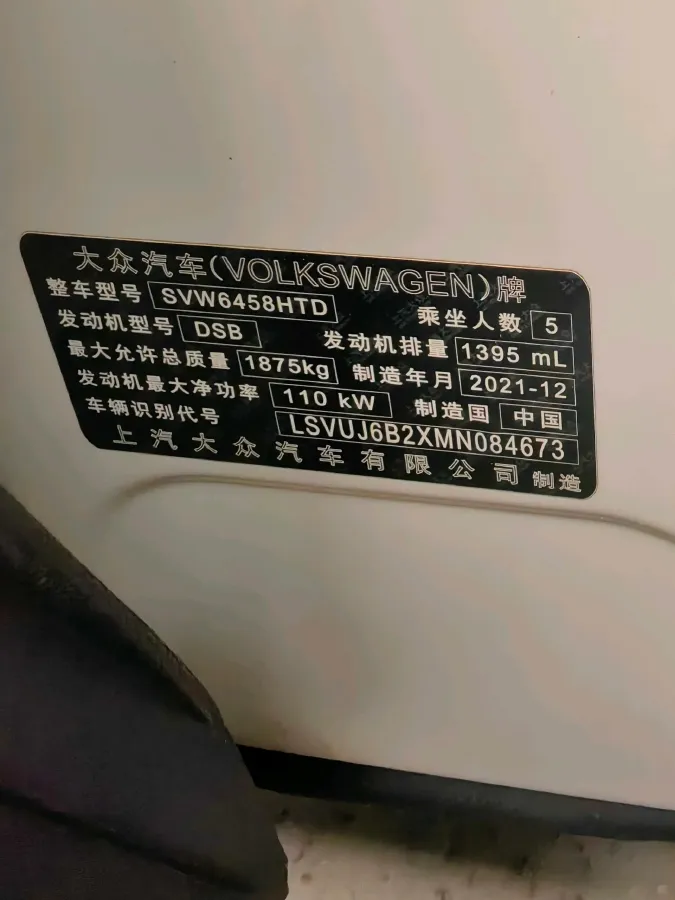 大众汽车(VOLKSWAGEN)牌
整车型号 SVW6458HTD 乘坐人数 5
发动机型号 DSB 发动机排量 1395 mL
最大允许总质量 1875kg 制造年月 2021-12
发动机最大净功率 110 kW 制造国 中国
车辆识别代号 LSVUJ6B2XMN084673
上汽大众汽车有限公司 制造